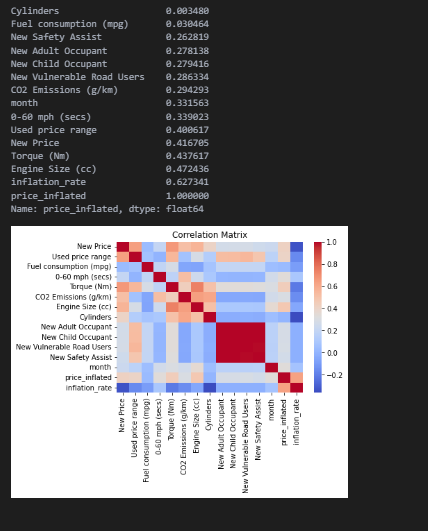 Cylinders 0.003480
Fuel consumption (mpg) 0.030464
New Safety Assist 0.262819
New Adult Occupant 0.278138
New Child Occupant 0.279416
New Vulnerable Road Users 0.286334
CO2 Emissions (g/km) 0.294293
month 0.331563
0-60 mph (secs) 0.339023
Used price range 0.400617
New Price 0.416705
Torque (Nm) 0.437617
Engine Size (cc) 0.472436
inflation_rate 0.627341
price_inflated 1.000000
Name: price_inflated, dtype: float64
Correlation Matrix
New Price
Used price range
Fuel consumption (mpg)
0-60 mph (secs)
Torque (Nm)
CO2 Emissions (g/km)
Engine Size (cc)
Cylinders
New Adult Occupant
New Child Occupant
New Vulnerable Road Users
New Safety Assist
month
price_inflated
inflation_rate
1.0
0.8
0.6
0.4
0.2
0.0
−0.2
New Price
Used price range
Fuel consumption (mpg)
0-60 mph (secs)
Torque (Nm)
CO2 Emissions (g/km)
Engine Size (cc)
Cylinders
New Adult Occupant
New Child Occupant
New Vulnerable Road Users
New Safety Assist
month
price_inflated
inflation_rate